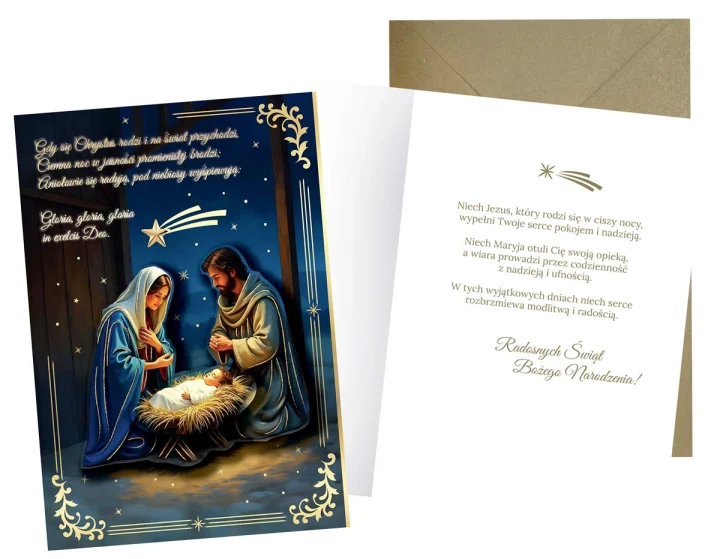 Gdy się Chrystus rodzi i na świat przychodzi,
Ciemna noc w jasności promienistej brodzi;
Aniołowie się radują, pod niebiosy wyśpiewują:
Gloria, gloria, gloria
in exelcis Deo.
Niech Jezus, który rodzi się w ciszy nocy,
wypełni Twoje serce pokojem i nadzieją.
Niech Maryja otuli Cię swoją opieką,
a wiara prowadzi przez codzienność
z nadzieją i ufnością.
W tych wyjątkowych dniach niech serce
rozbrzmiewa modlitwą i radością.
Radosnych Świąt
Bożego Narodzenia!